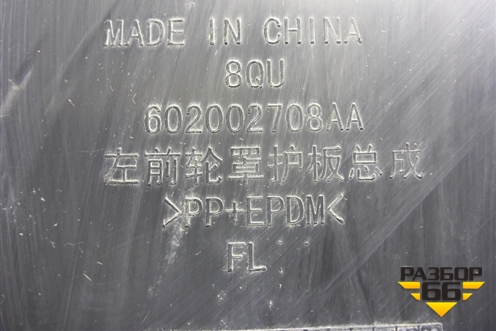 MADE IN CHINA
8QU
602002708AA
左前轮罩护板总成
>PP+EPDM<
FL
РАЗБОР
66